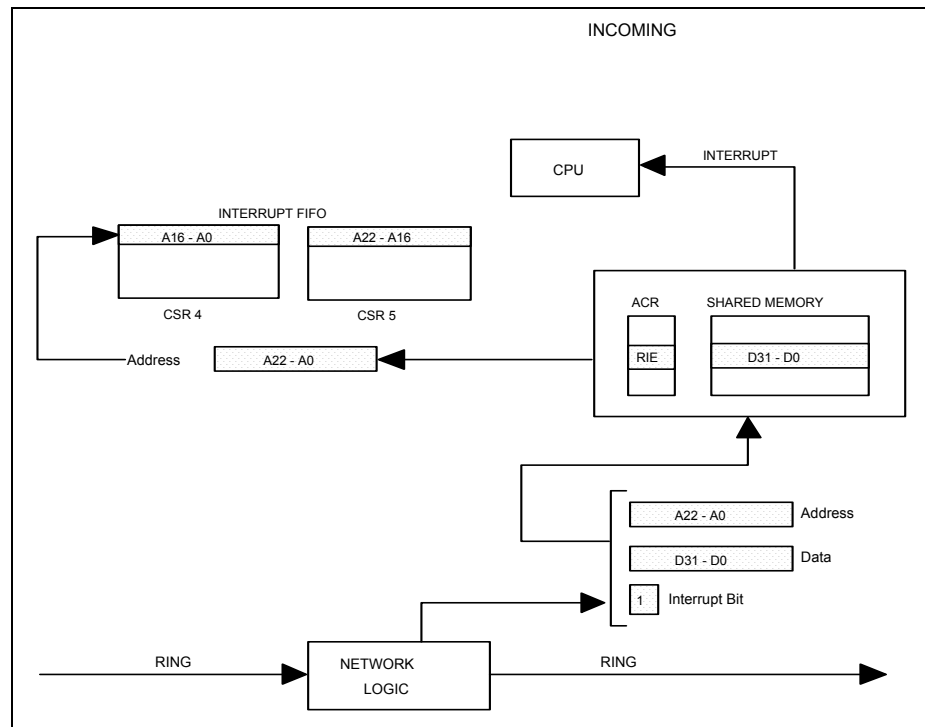 INCOMING
CPU
INTERRUPT
INTERRUPT FIFO
A16 - A0
A22 - A16
CSR 4
CSR 5
ACR
SHARED MEMORY
RIE
D31 - D0
Address
A22 - A0
A22 - A0
Address
D31 - D0
Data
1
Interrupt Bit
RING
NETWORK
LOGIC
RING